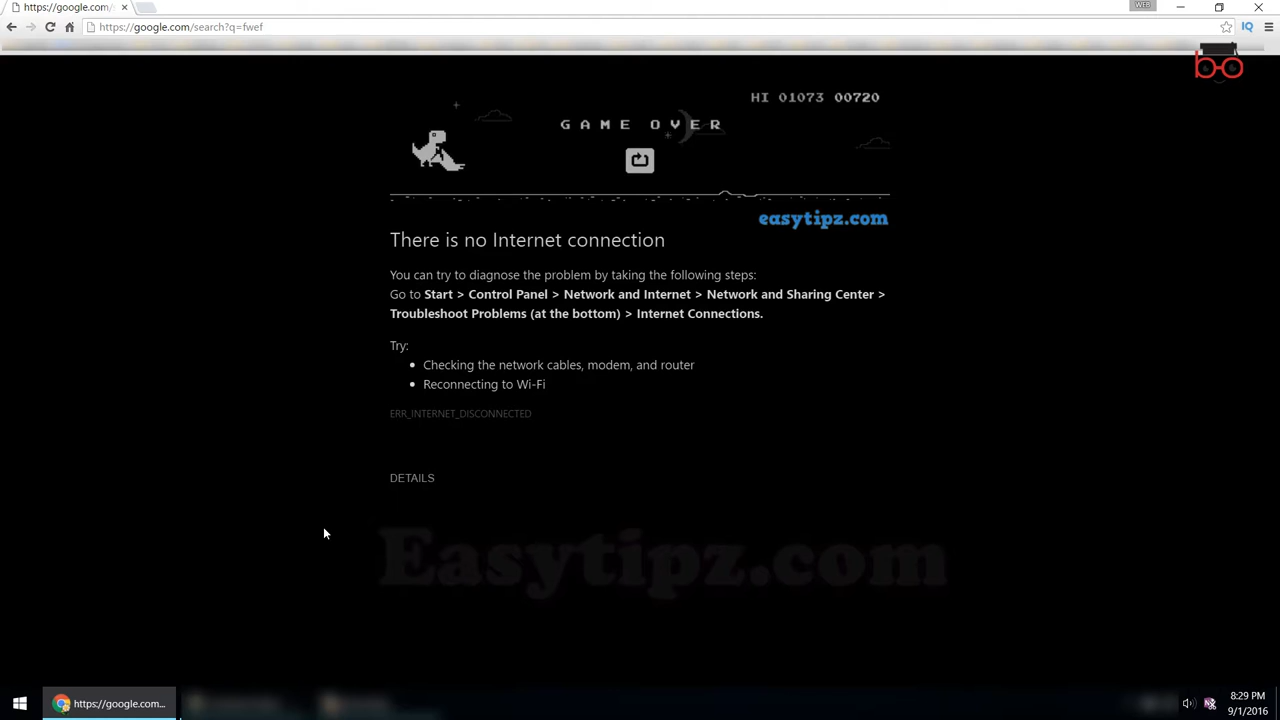 https://google.com/
WEB
https://google.com/search?q=fwef
IQ
HI 01073 00720
GAME OVER
easytipz.com
There is no Internet connection
You can try to diagnose the problem by taking the following steps:
Go to Start > Control Panel > Network and Internet > Network and Sharing Center >
Troubleshoot Problems (at the bottom) > Internet Connections.
Try:
Checking the network cables, modem, and router
Reconnecting to Wi-Fi
ERR_INTERNET_DISCONNECTED
DETAILS
Easytipz.com
https://google.com...
8:29 PM
9/1/2016